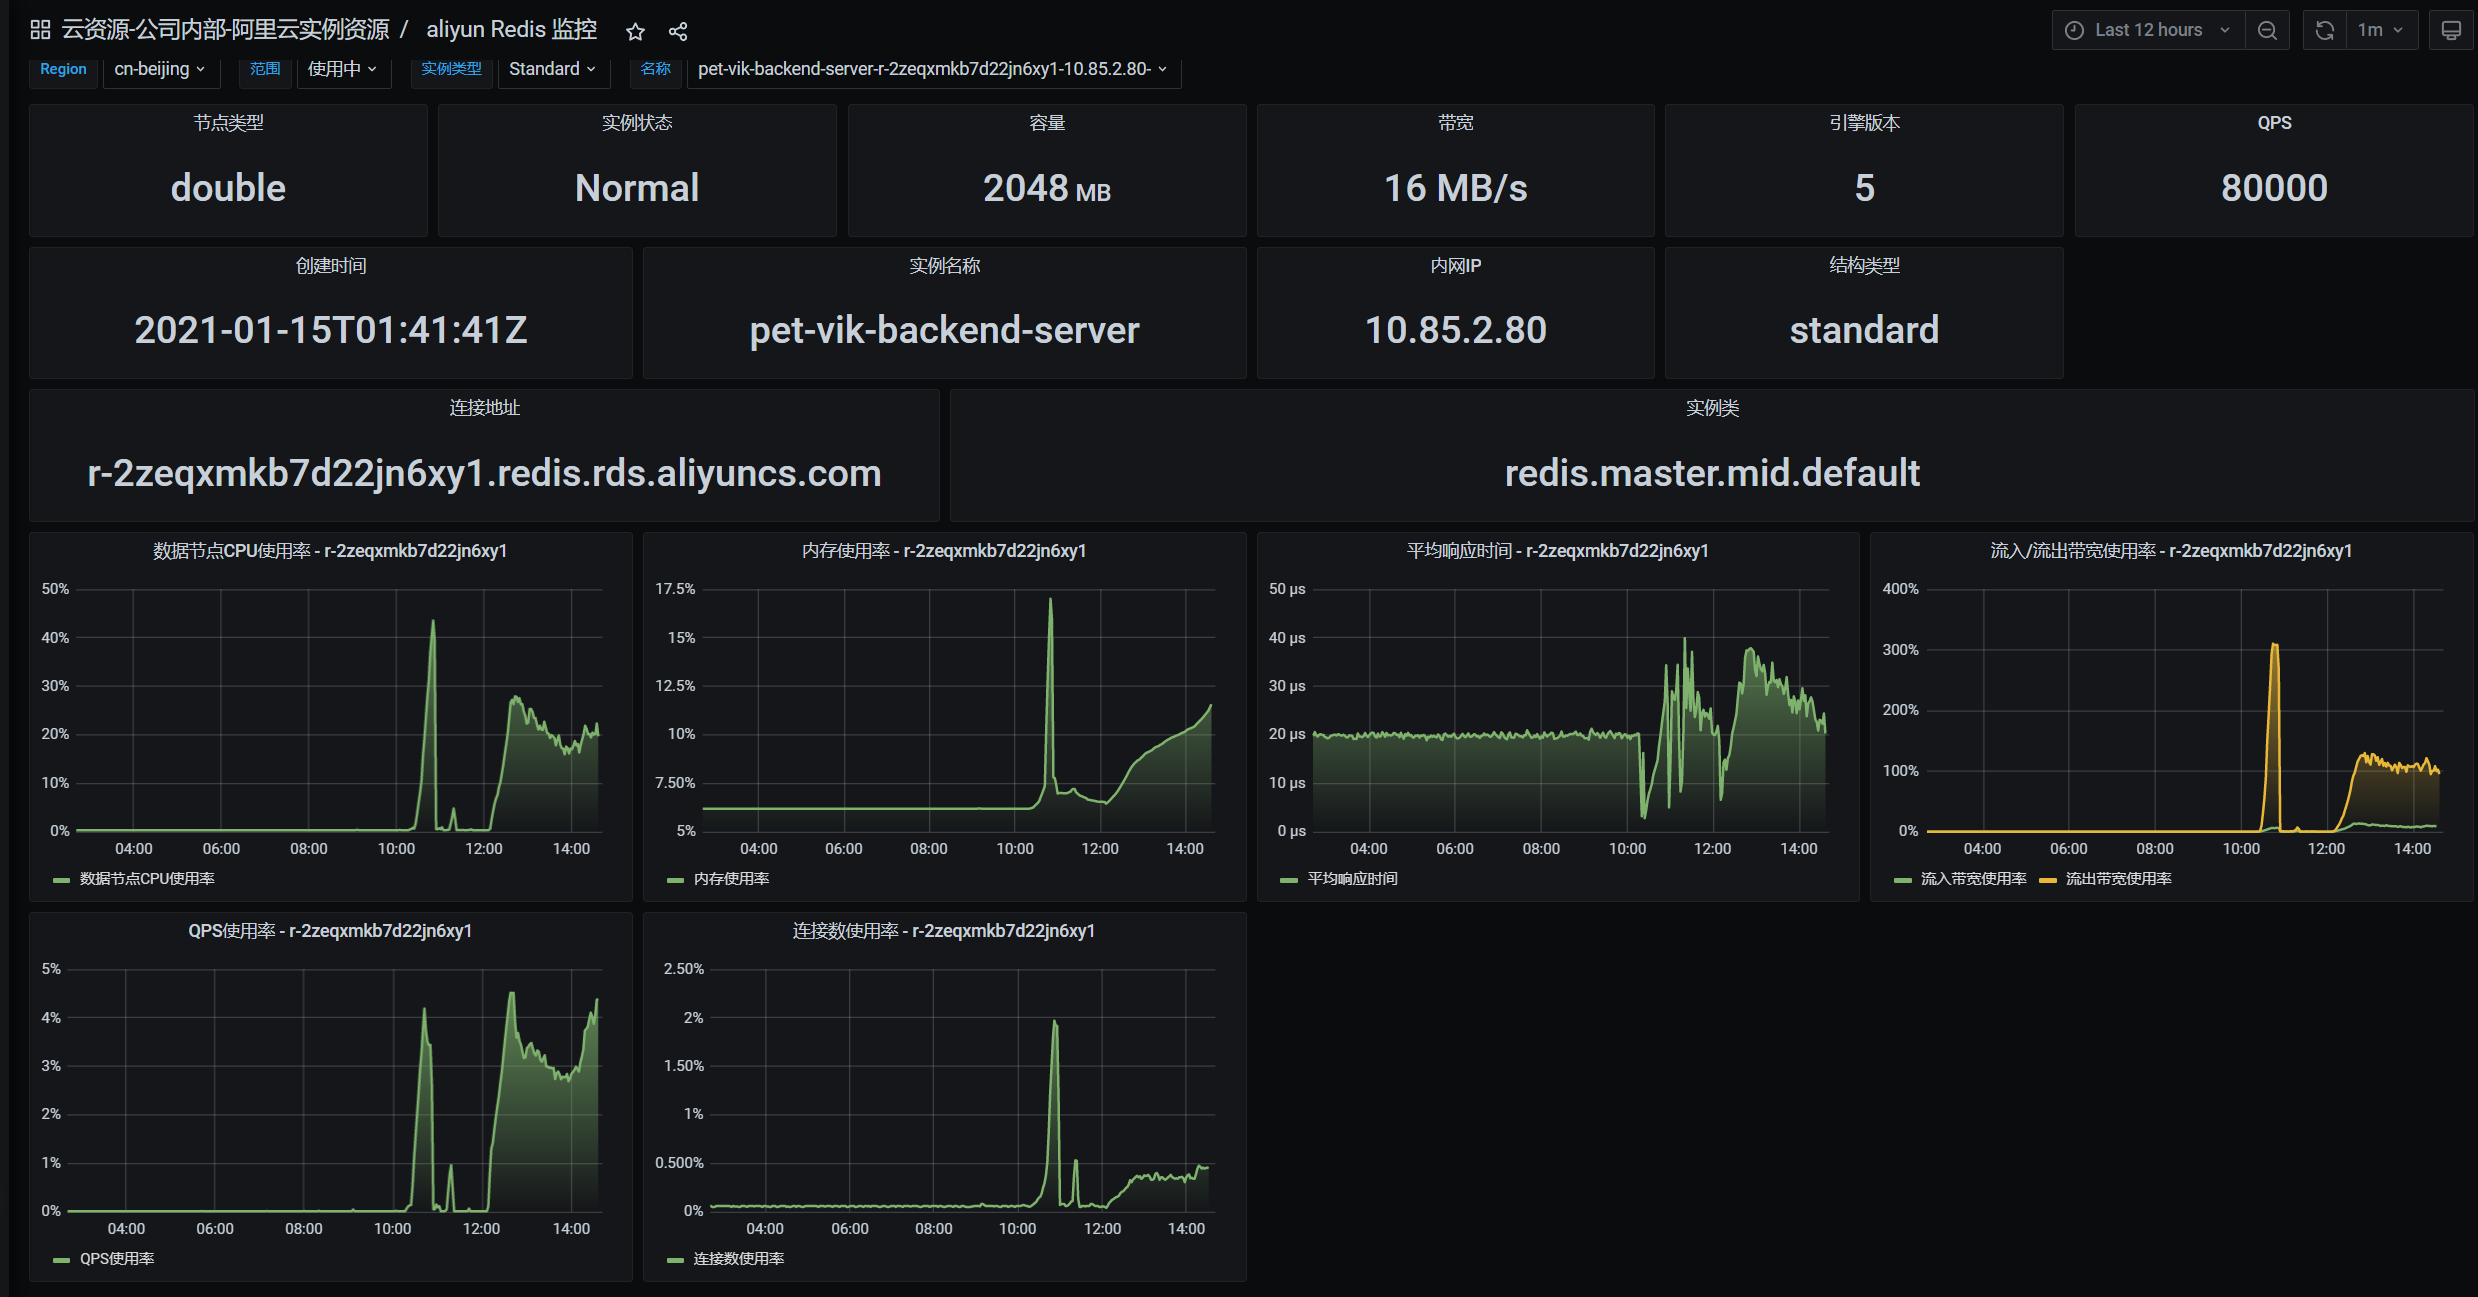 云资源-公司内部-阿里云实例资源 / aliyun Redis 监控
Last 12 hours
1m
Region cn-beijing 范围 使用中 实例类型 Standard 名称 pet-vik-backend-server-r-2zeqxmkb7d22jn6xy1-10.85.2.80-
节点类型
double
实例状态
Normal
容量
2048 MB
带宽
16 MB/s
引擎版本
5
QPS
80000
创建时间
2021-01-15T01:41:41Z
实例名称
pet-vik-backend-server
内网IP
10.85.2.80
结构类型
standard
连接地址
r-2zeqxmkb7d22jn6xy1.redis.rds.aliyuncs.com
实例类
redis.master.mid.default
数据节点CPU使用率 - r-2zeqxmkb7d22jn6xy1
50%
40%
30%
20%
10%
0%
04:00 06:00 08:00 10:00 12:00 14:00
数据节点CPU使用率
内存使用率 - r-2zeqxmkb7d22jn6xy1
17.5%
15%
12.5%
10%
7.50%
5%
04:00 06:00 08:00 10:00 12:00 14:00
内存使用率
平均响应时间 - r-2zeqxmkb7d22jn6xy1
50 µs
40 µs
30 µs
20 µs
10 µs
0 µs
04:00 06:00 08:00 10:00 12:00 14:00
平均响应时间
流入/流出带宽使用率 - r-2zeqxmkb7d22jn6xy1
400%
300%
200%
100%
0%
04:00 06:00 08:00 10:00 12:00 14:00
流入带宽使用率 流出带宽使用率
QPS使用率 - r-2zeqxmkb7d22jn6xy1
5%
4%
3%
2%
1%
0%
04:00 06:00 08:00 10:00 12:00 14:00
QPS使用率
连接数使用率 - r-2zeqxmkb7d22jn6xy1
2.50%
2%
1.50%
1%
0.500%
0%
04:00 06:00 08:00 10:00 12:00 14:00
连接数使用率